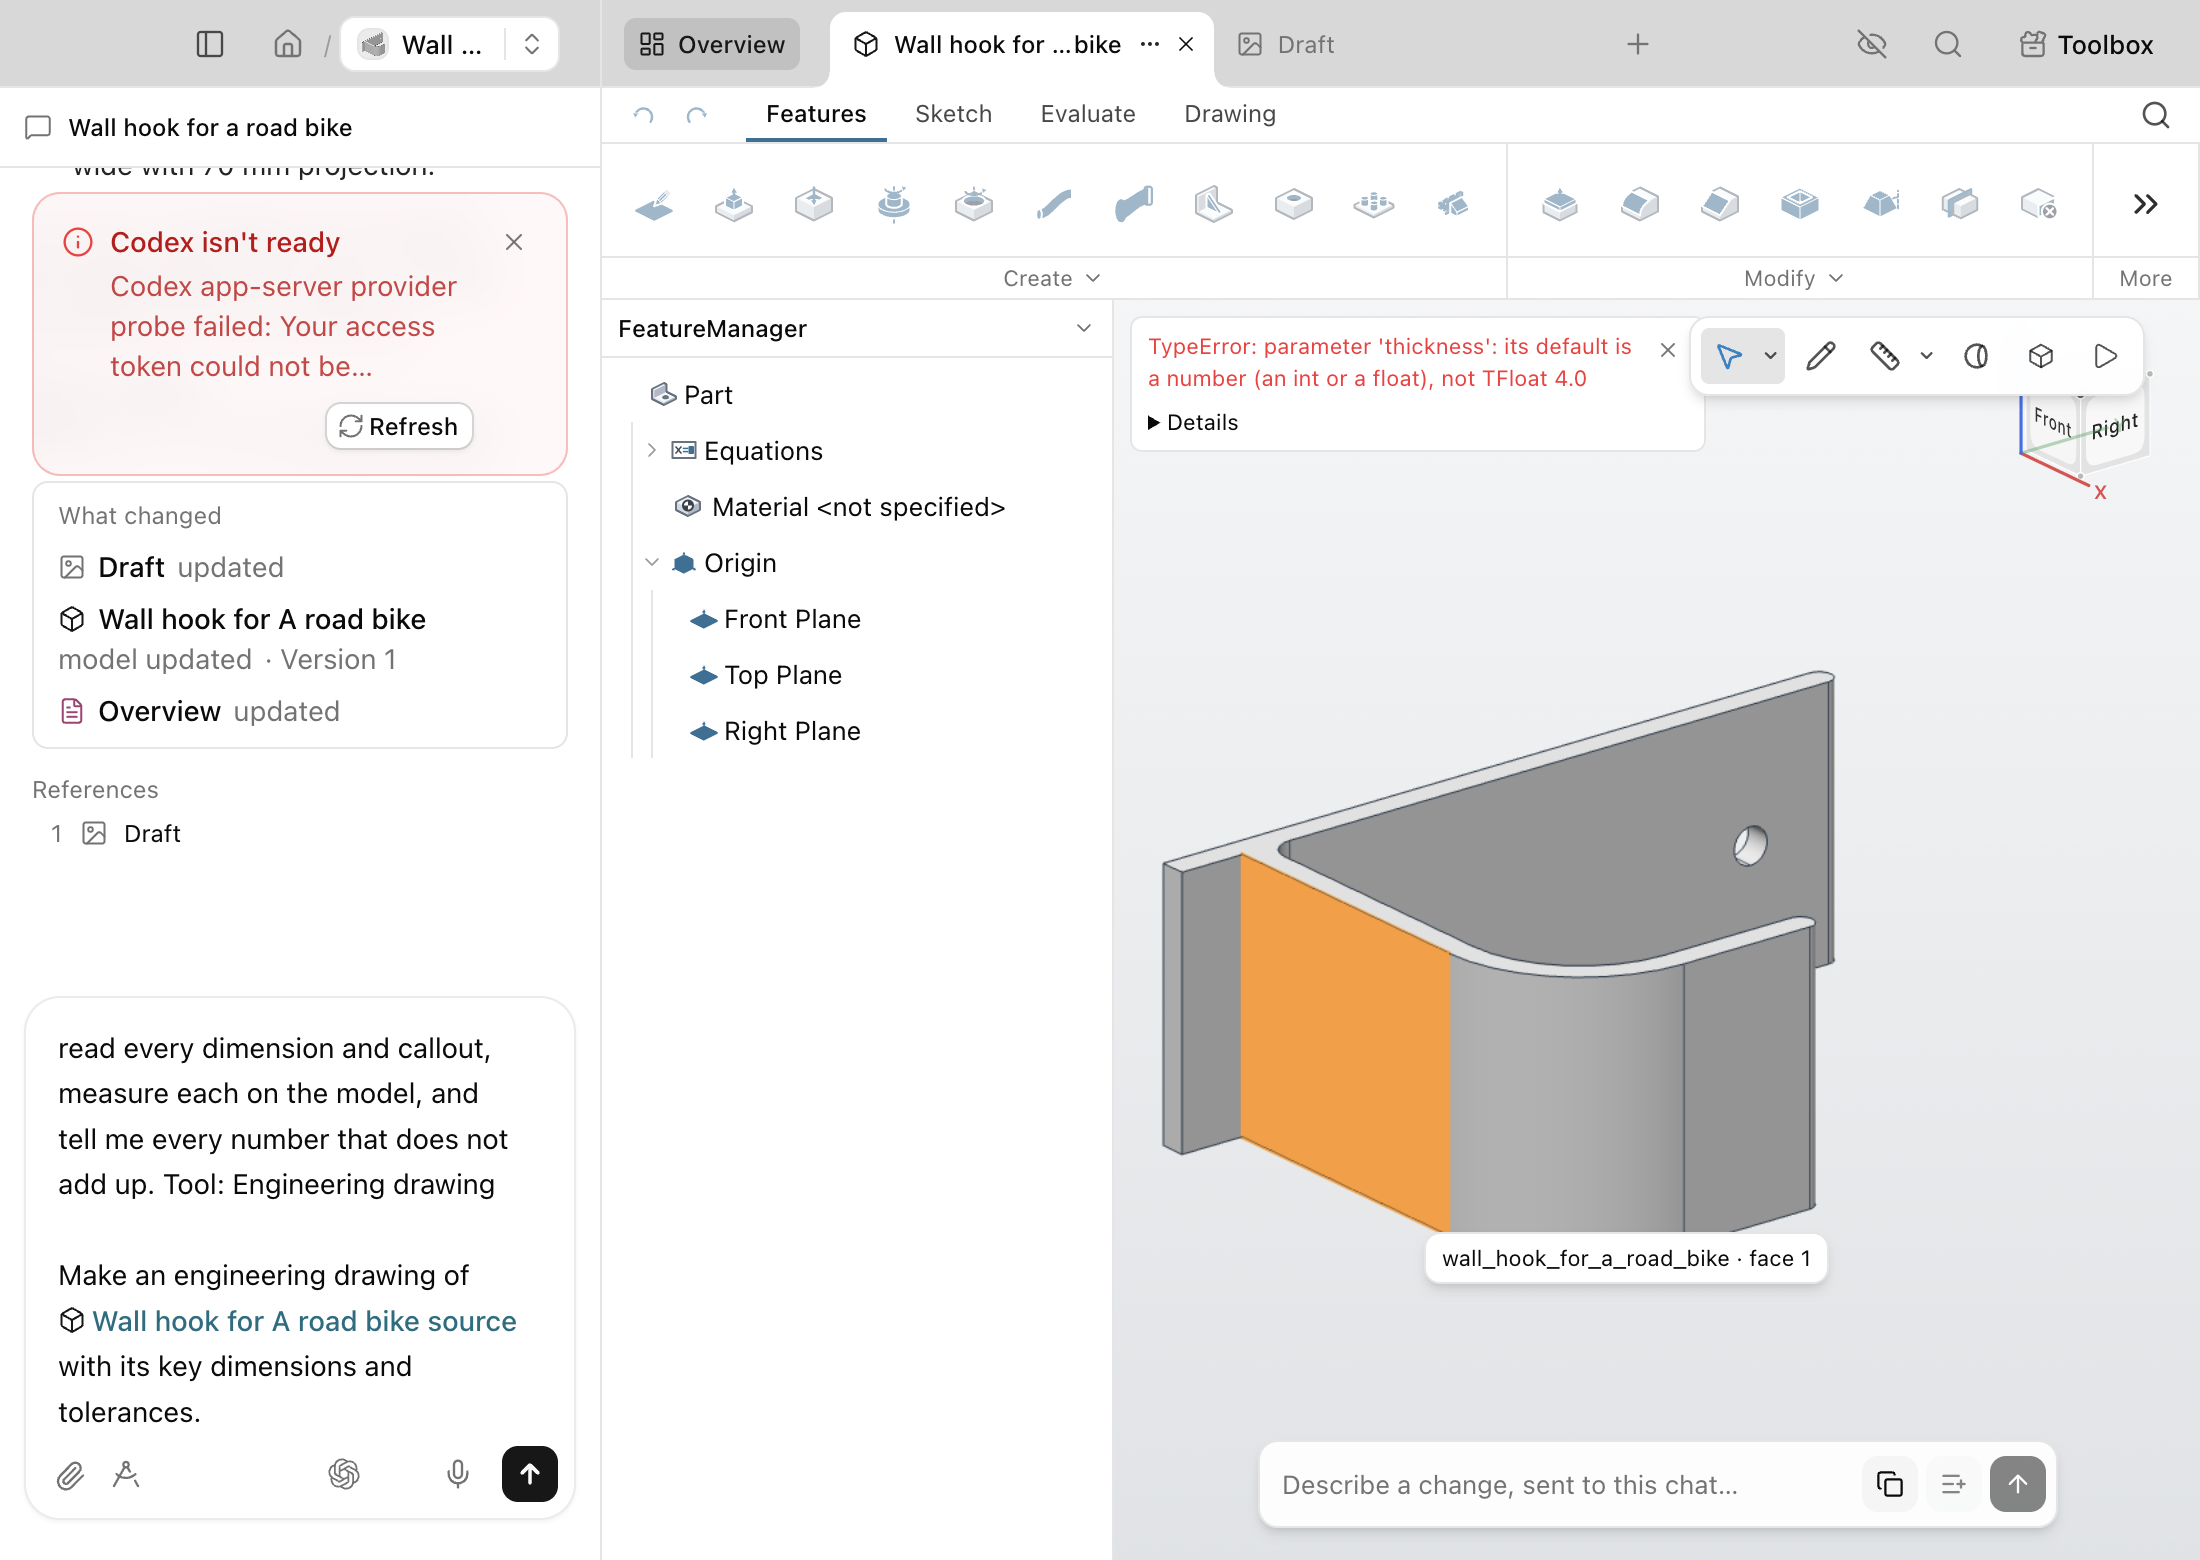 Wall ...
Overview
Wall hook for ...bike
Draft
Toolbox
Wall hook for a road bike
Features
Sketch
Evaluate
Drawing
wide with 70 mm projection.
Codex isn't ready
Codex app-server provider
probe failed: Your access
token could not be...
Refresh
Create
Modify
More
What changed
Draft updated
Wall hook for A road bike
model updated · Version 1
Overview updated
References
1 Draft
read every dimension and callout,
measure each on the model, and
tell me every number that does not
add up. Tool: Engineering drawing
Make an engineering drawing of
Wall hook for A road bike source
with its key dimensions and
tolerances.
FeatureManager
Part
Equations
Material <not specified>
Origin
Front Plane
Top Plane
Right Plane
TypeError: parameter 'thickness': its default is
a number (an int or a float), not TFloat 4.0
Details
Front
Right
X
wall_hook_for_a_road_bike · face 1
Describe a change, sent to this chat...